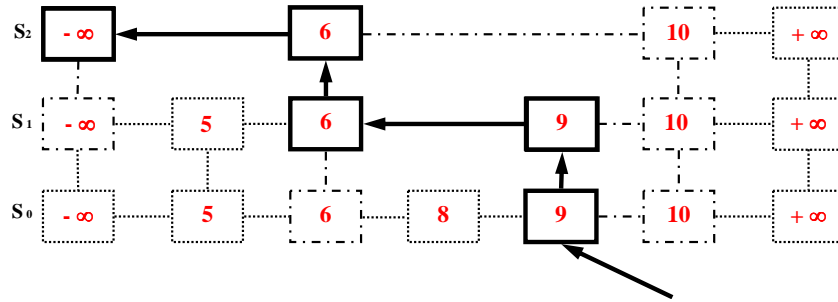 S2 - ∞ 6 10 + ∞
S1 - ∞ 5 6 9 10 + ∞
S0 - ∞ 5 6 8 9 10 + ∞